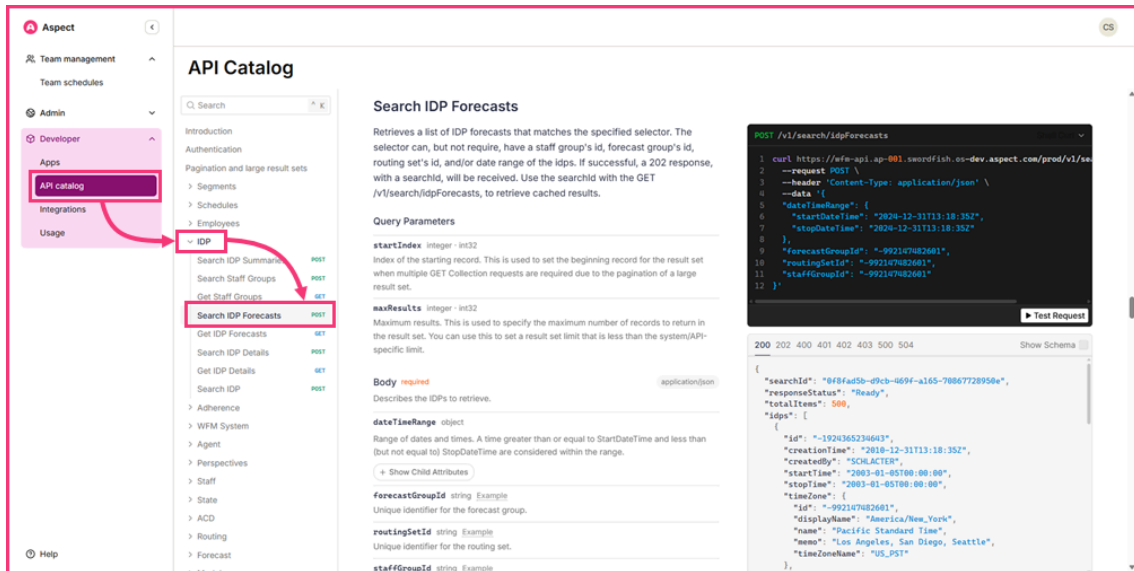 Aspect
CS
Team management
Team schedules
Admin
Developer
Apps
API catalog
Integrations
Usage
Help
API Catalog
Search
^ K
Introduction
Authentication
Pagination and large result sets
Segments
Schedules
Employees
IDP
Search IDP Summarie POST
Search Staff Groups POST
Get Staff Groups GET
Search IDP Forecasts POST
Get IDP Forecasts GET
Search IDP Details POST
Get IDP Details GET
Search IDP POST
Adherence
WFM System
Agent
Perspectives
Staff
State
ACD
Routing
Forecast
Search IDP Forecasts
Retrieves a list of IDP forecasts that matches the specified selector. The
selector can, but not require, have a staff group's id, forecast group's id,
routing set's id, and/or date range of the idps. If successful, a 202 response,
with a searchId, will be received. Use the searchId with the GET
/v1/search/idpForecasts, to retrieve cached results.
Query Parameters
startIndex integer · int32
Index of the starting record. This is used to set the beginning record for the result set
when multiple GET Collection requests are required due to the pagination of a large
result set.
maxResults integer · int32
Maximum results. This is used to specify the maximum number of records to return in
the result set. You can use this to set a result set limit that is less than the system/API-
specific limit.
Body required application/json
Describes the IDPs to retrieve.
dateTimeRange object
Range of dates and times. A time greater than or equal to StartDateTime and less than
(but not equal to) StopDateTime are considered within the range.
+ Show Child Attributes
forecastGroupId string Example
Unique identifier for the forecast group.
routingSetId string Example
Unique identifier for the routing set.
staffGroupId string Example
POST /v1/search/idpForecasts
1 curl https://wfm-api.ap-001.swordfish.os-dev.aspect.com/prod/v1/sea
2 --request POST \
3 --header 'Content-Type: application/json' \
4 --data '{
5 "dateTimeRange": {
6 "startDateTime": "2024-12-31T13:18:35Z",
7 "stopDateTime": "2024-12-31T13:18:35Z"
8 },
9 "forecastGroupId": "-992147482601",
10 "routingSetId": "-992147482601",
11 "staffGroupId": "-992147482601"
12 }'
Test Request
200 202 400 401 402 403 500 504 Show Schema
{
"searchId": "0f8fad5b-d9cb-469f-a165-70867728950e",
"responseStatus": "Ready",
"totalItems": 500,
"idps": [
{
"id": "-1924365234643",
"creationTime": "2010-12-31T13:18:35Z",
"createdBy": "SCHLACTER",
"startTime": "2003-01-05T00:00:00",
"stopTime": "2003-01-05T00:00:00",
"timeZone": {
"id": "-992147482601",
"displayName": "America/New_York",
"name": "Pacific Standard Time",
"memo": "Los Angeles, San Diego, Seattle",
"timeZoneName": "US_PST"
},